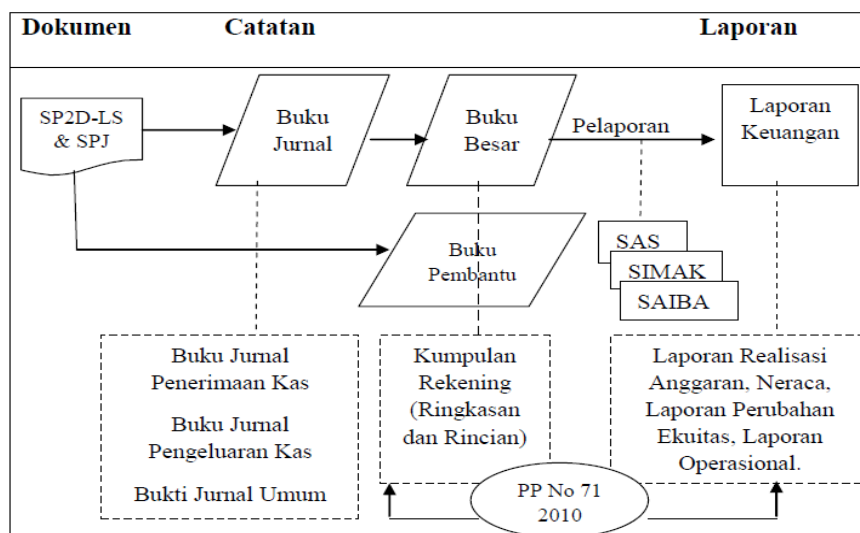 Dokumen Catatan Laporan
SP2D-LS
& SPJ
Buku
Jurnal
Buku
Besar
Pelaporan
Laporan
Keuangan
Buku
Pembantu
SAS
SIMAK
SAIBA
Buku Jurnal
Penerimaan Kas
Buku Jurnal
Pengeluaran Kas
Bukti Jurnal Umum
Kumpulan
Rekening
(Ringkasan
dan Rincian)
Laporan Realisasi
Anggaran, Neraca,
Laporan Perubahan
Ekuitas, Laporan
Operasional.
PP No 71
2010